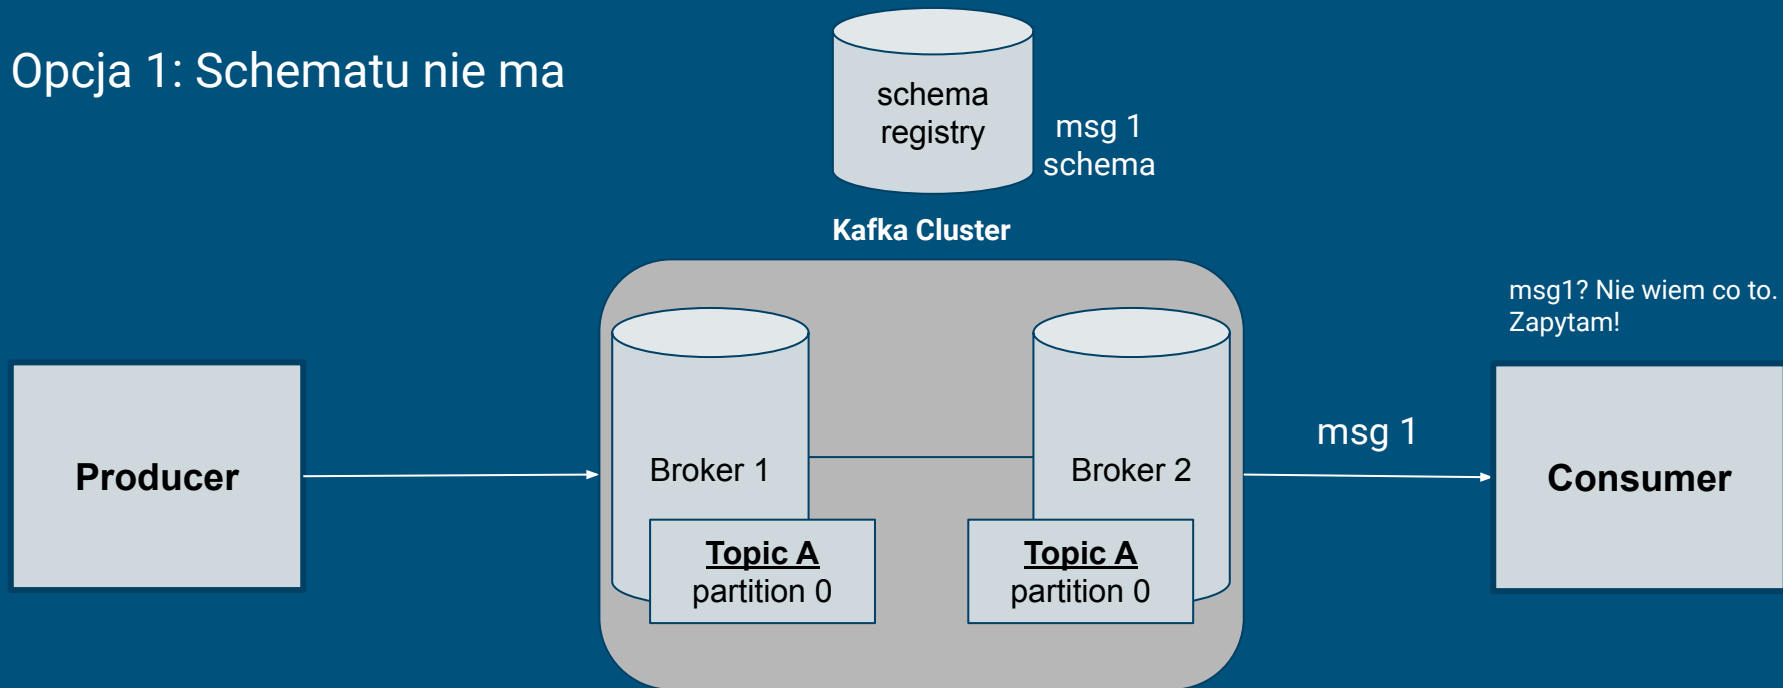 Opcja 1: Schematu nie ma
schema
registry
msg 1
schema
Kafka Cluster
msg1? Nie wiem co to.
Zapytam!
Producer
Broker 1
Broker 2
msg 1
Consumer
Topic A
partition 0
Topic A
partition 0